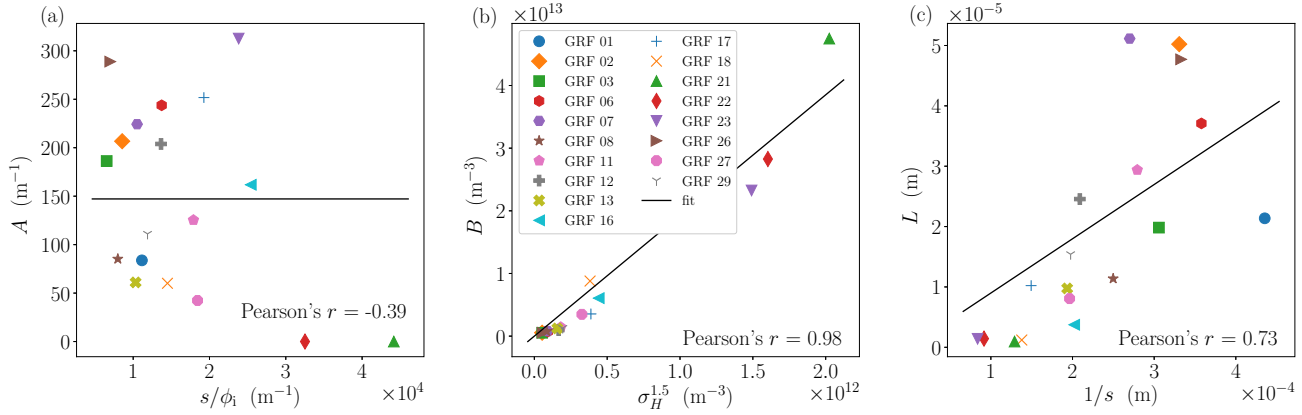 (a)
A (m⁻¹)
300
250
200
150
100
50
0
Pearson's r = -0.39
1
2
3
4
×10⁴
s/ϕᵢ (m⁻¹)
(b)
×10¹³
B (m⁻³)
4
3
2
1
0
GRF 01
GRF 02
GRF 03
GRF 06
GRF 07
GRF 08
GRF 11
GRF 12
GRF 13
GRF 16
GRF 17
GRF 18
GRF 21
GRF 22
GRF 23
GRF 26
GRF 27
GRF 29
fit
Pearson's r = 0.98
0.0
0.5
1.0
1.5
2.0
×10¹²
σ_H^1.5 (m⁻³)
(c)
×10⁻⁵
L (m)
5
4
3
2
1
0
Pearson's r = 0.73
1
2
3
4
×10⁻⁴
1/s (m)